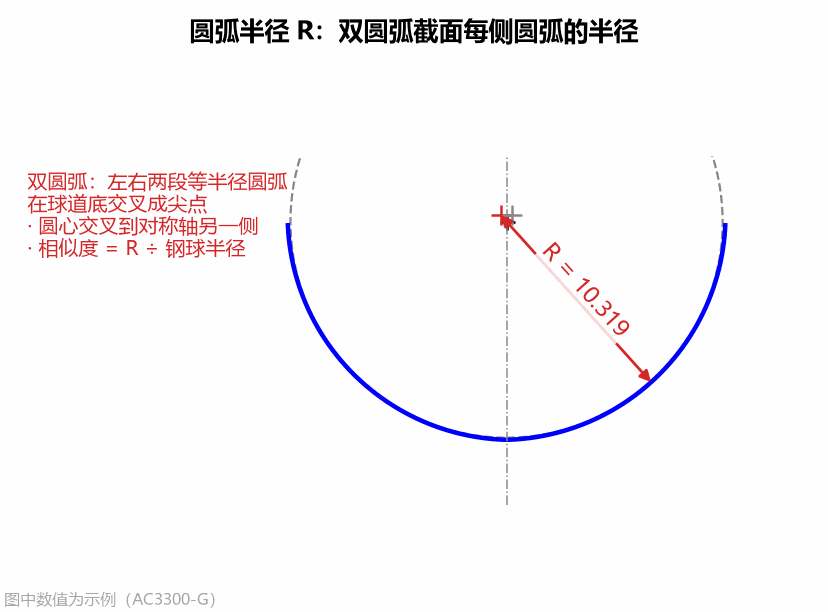 圆弧半径 R：双圆弧截面每侧圆弧的半径
双圆弧：左右两段等半径圆弧
在球道底交叉成尖点
· 圆心交叉到对称轴另一侧
· 相似度 = R ÷ 钢球半径
R = 10.319
图中数值为示例（AC3300-G）